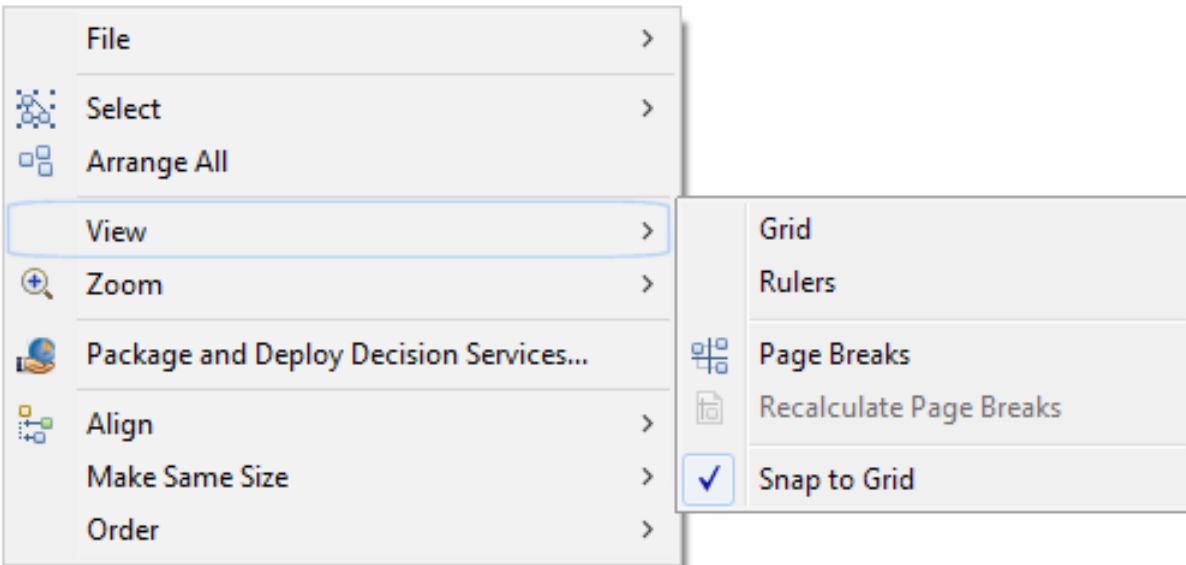 File
Select
Arrange All
View
Zoom
Package and Deploy Decision Services...
Align
Make Same Size
Order
Grid
Rulers
Page Breaks
Recalculate Page Breaks
Snap to Grid